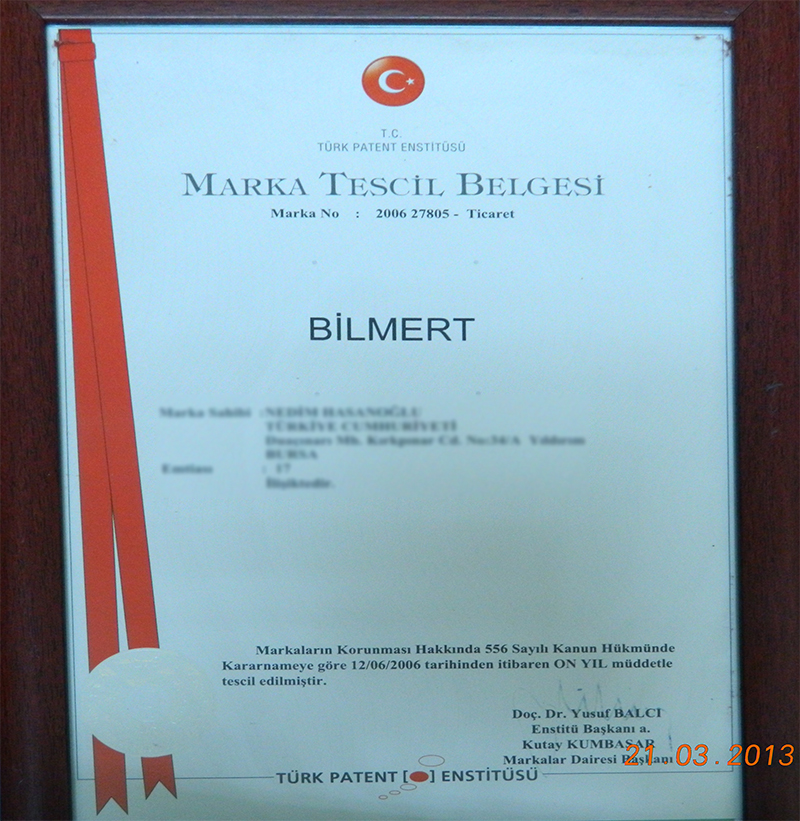 T.C.
TÜRK PATENT ENSTİTÜSÜ
MARKA TESCİL BELGESİ
Marka No : 2006 27805 - Ticaret
BİLMERT
Markaların Korunması Hakkında 556 Sayılı Kanun Hükmünde
Kararnameye göre 12/06/2006 tarihinden itibaren ON YIL müddetle
tescil edilmiştir.
Doç. Dr. Yusuf BALCI
Enstitü Başkanı a.
Kutay KUMBASAR
Markalar Dairesi Başkanı
21 03 2013
TÜRK PATENT [ ] ENSTİTÜSÜ